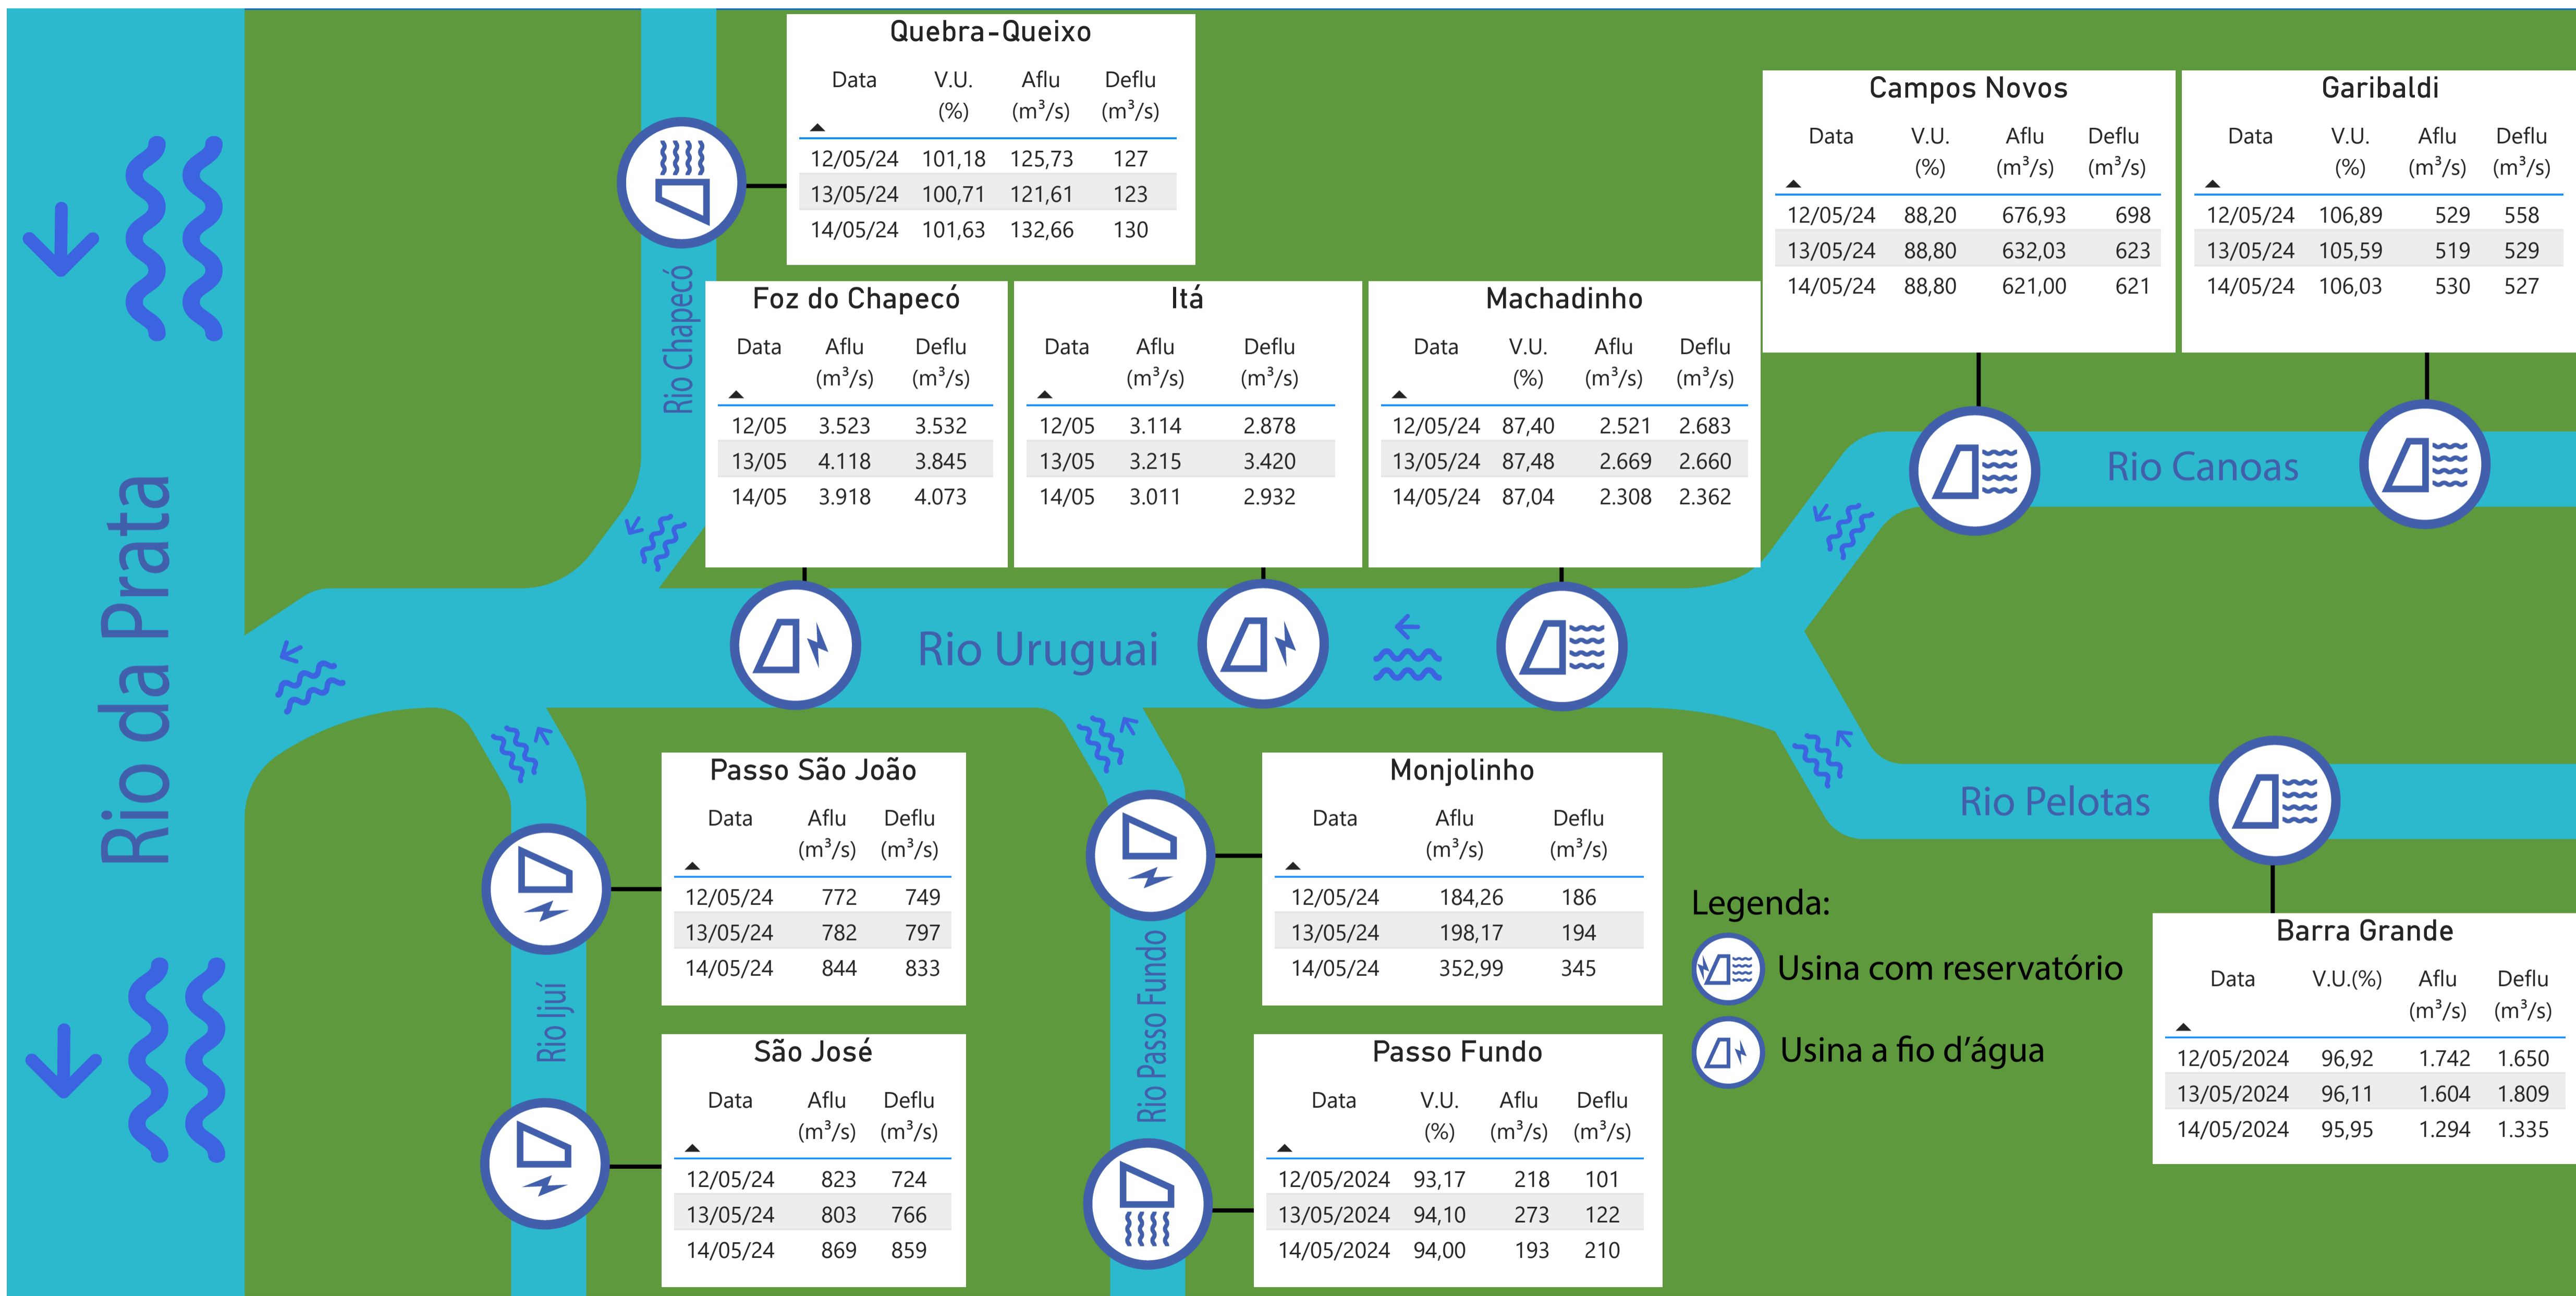 Quebra-Queixo
Data V.U. (%) Aflu (m³/s) Deflu (m³/s)
12/05/24 101,18 125,73 127
13/05/24 100,71 121,61 123
14/05/24 101,63 132,66 130
Campos Novos
Data V.U. (%) Aflu (m³/s) Deflu (m³/s)
12/05/24 88,20 676,93 698
13/05/24 88,80 632,03 623
14/05/24 88,80 621,00 621
Garibaldi
Data V.U. (%) Aflu (m³/s) Deflu (m³/s)
12/05/24 106,89 529 558
13/05/24 105,59 519 529
14/05/24 106,03 530 527
Rio Chapecó
Foz do Chapecó
Data Aflu (m³/s) Deflu (m³/s)
12/05 3.523 3.532
13/05 4.118 3.845
14/05 3.918 4.073
Itá
Data Aflu (m³/s) Deflu (m³/s)
12/05 3.114 2.878
13/05 3.215 3.420
14/05 3.011 2.932
Machadinho
Data V.U. (%) Aflu (m³/s) Deflu (m³/s)
12/05/24 87,40 2.521 2.683
13/05/24 87,48 2.669 2.660
14/05/24 87,04 2.308 2.362
Rio Canoas
Rio da Prata
Rio Uruguai
Rio Pelotas
Passo São João
Data Aflu (m³/s) Deflu (m³/s)
12/05/24 772 749
13/05/24 782 797
14/05/24 844 833
Monjolinho
Data Aflu (m³/s) Deflu (m³/s)
12/05/24 184,26 186
13/05/24 198,17 194
14/05/24 352,99 345
Legenda:
Usina com reservatório
Usina a fio d’água
Barra Grande
Data V.U.(%) Aflu (m³/s) Deflu (m³/s)
12/05/2024 96,92 1.742 1.650
13/05/2024 96,11 1.604 1.809
14/05/2024 95,95 1.294 1.335
Rio Ijuí
São José
Data Aflu (m³/s) Deflu (m³/s)
12/05/24 823 724
13/05/24 803 766
14/05/24 869 859
Rio Passo Fundo
Passo Fundo
Data V.U. (%) Aflu (m³/s) Deflu (m³/s)
12/05/2024 93,17 218 101
13/05/2024 94,10 273 122
14/05/2024 94,00 193 210